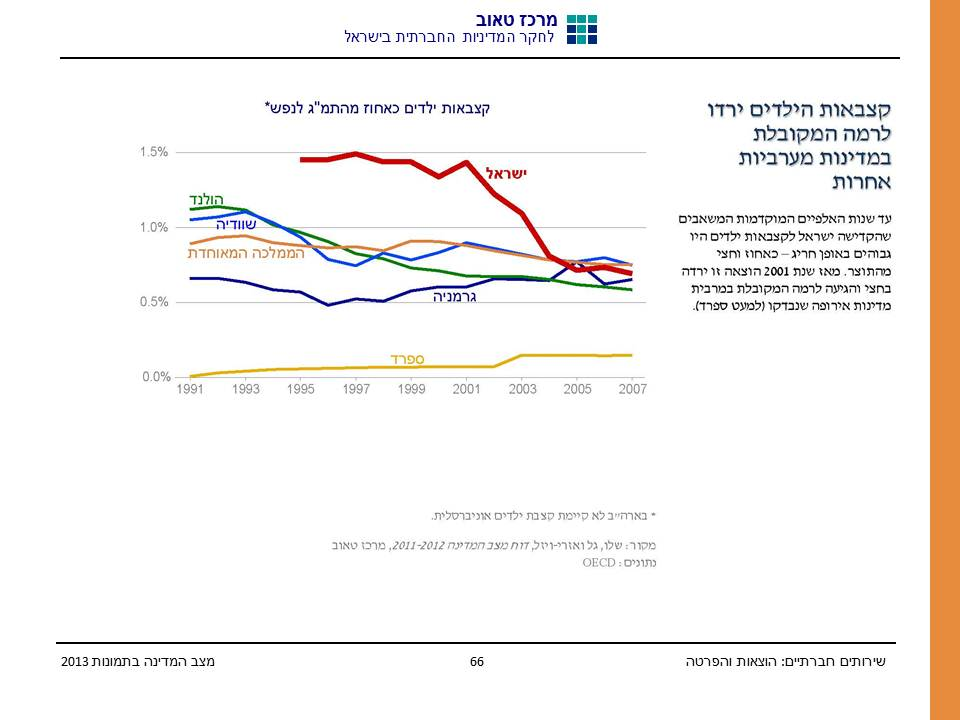 מרכז טאוב
לחקר המדיניות החברתית בישראל
קצבאות הילדים ירדו
לרמה המקובלת
במדינות מערביות
אחרות
עד שנות האלפיים המוקדמות המשאבים
שהקדישה ישראל לקצבאות ילדים היו
גבוהים באופן חריג – כאחוז וחצי
מהתוצר. מאז שנת 2001 הוצאה זו ירדה
בחצי והגיעה לרמה המקובלת במרבית
מדינות אירופה שנבדקו (למעט ספרד).
קצבאות ילדים כאחוז מהתמ"ג לנפש*
1.5%
1.0%
0.5%
0.0%
ישראל
הולנד
שוודיה
הממלכה המאוחדת
גרמניה
ספרד
1991 1993 1995 1997 1999 2001 2003 2005 2007
* בארה״ב לא קיימת קצבת ילדים אוניברסלית.
מקור: שלו, גל ואזרי-ויזל, דוח מצב המדינה 2011-2012, מרכז טאוב
נתונים: OECD
שירותים חברתיים: הוצאות והפרטה
66
מצב המדינה בתמונות 2013